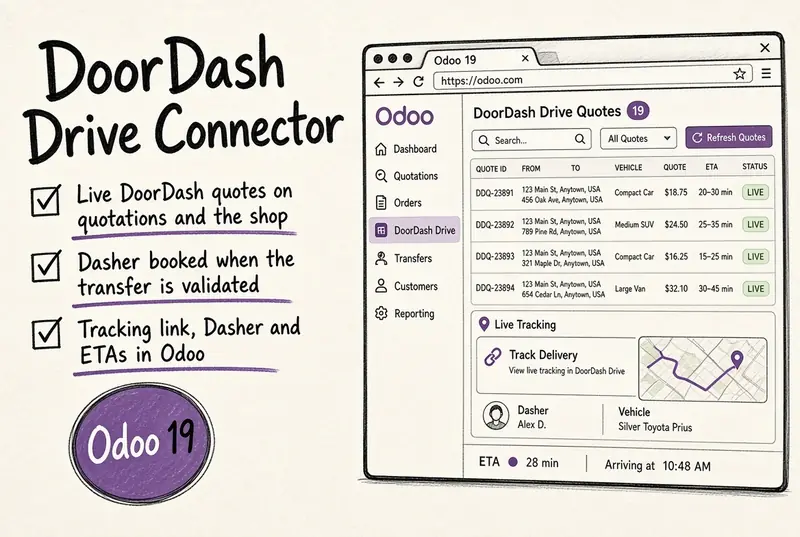 DoorDash
Drive Connector
Live DoorDash quotes on
quotations and the shop
Dasher booked when the
transfer is validated
Tracking link, Dasher and
ETAs in Odoo
Odoo 19
Odoo 19
https://odoo.com
Odoo
Dashboard
Quotations
Orders
DoorDash Drive
Transfers
Customers
Reporting
DoorDash Drive Quotes 19
Search...
All Quotes
Refresh Quotes
QUOTE ID FROM TO VEHICLE QUOTE ETA STATUS
DDQ-23891 123 Main St, Anytown, USA Compact Car $18.75 20–30 min LIVE
456 Oak Ave, Anytown, USA
DDQ-23892 123 Main St, Anytown, USA Medium SUV $24.50 25–35 min LIVE
789 Pine Rd, Anytown, USA
DDQ-23893 123 Main St, Anytown, USA Compact Car $16.25 15–25 min LIVE
321 Maple Dr, Anytown, USA
DDQ-23894 123 Main St, Anytown, USA Large Van $32.10 30–45 min LIVE
654 Cedar Ln, Anytown, USA
Live Tracking
Track Delivery
View live tracking in DoorDash Drive
Dasher
Alex D.
Vehicle
Silver Toyota Prius
ETA 28 min
Arriving at 10:48 AM